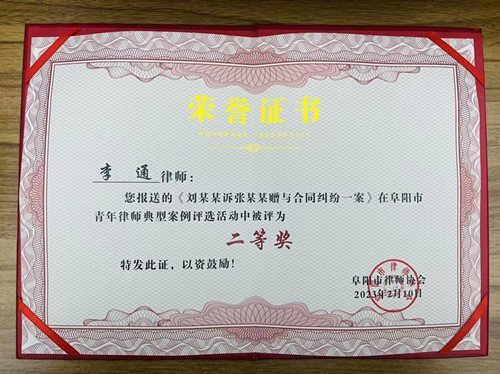 荣誉证书
李通律师：
您报送的《刘某某诉张某某赠与合同纠纷一案》在阜阳市
青年律师典型案例评选活动中被评为
二等奖
特发此证，以资鼓励！
阜阳市律师协会
2023年2月10日